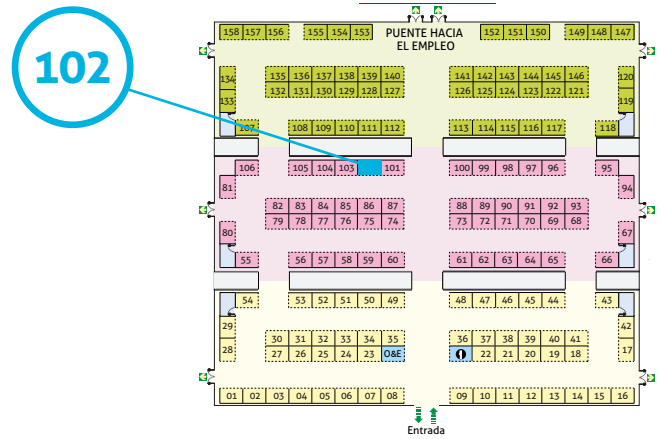 102
158 157 156 155 154 153 PUENTE HACIA EL EMPLEO 152 151 150 149 148 147
134 135 136 137 138 139 140 141 142 143 144 145 146 120
133 132 131 130 129 128 127 126 125 124 123 122 121 119
107 108 109 110 111 112 113 114 115 116 117 118
106 105 104 103 101 100 99 98 97 96 95
81 94
82 83 84 85 86 87 88 89 90 91 92 93
80 79 78 77 76 75 74 73 72 71 70 69 68 67
55 56 57 58 59 60 61 62 63 64 65 66
54 53 52 51 50 49 48 47 46 45 44 43
29 42
30 31 32 33 34 35 36 37 38 39 40 41
28 27 26 25 24 23 O&E 22 21 20 19 18 17
01 02 03 04 05 06 07 08 09 10 11 12 13 14 15 16
Entrada